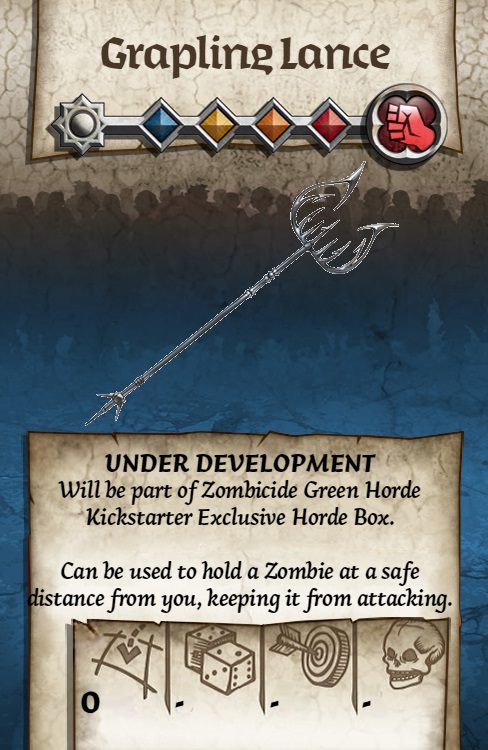 Grapling Lance
UNDER DEVELOPMENT
Will be part of Zombicide Green Horde
Kickstarter Exclusive Horde Box.
Can be used to hold a Zombie at a safe
distance from you, keeping it from attacking.
0 - - -